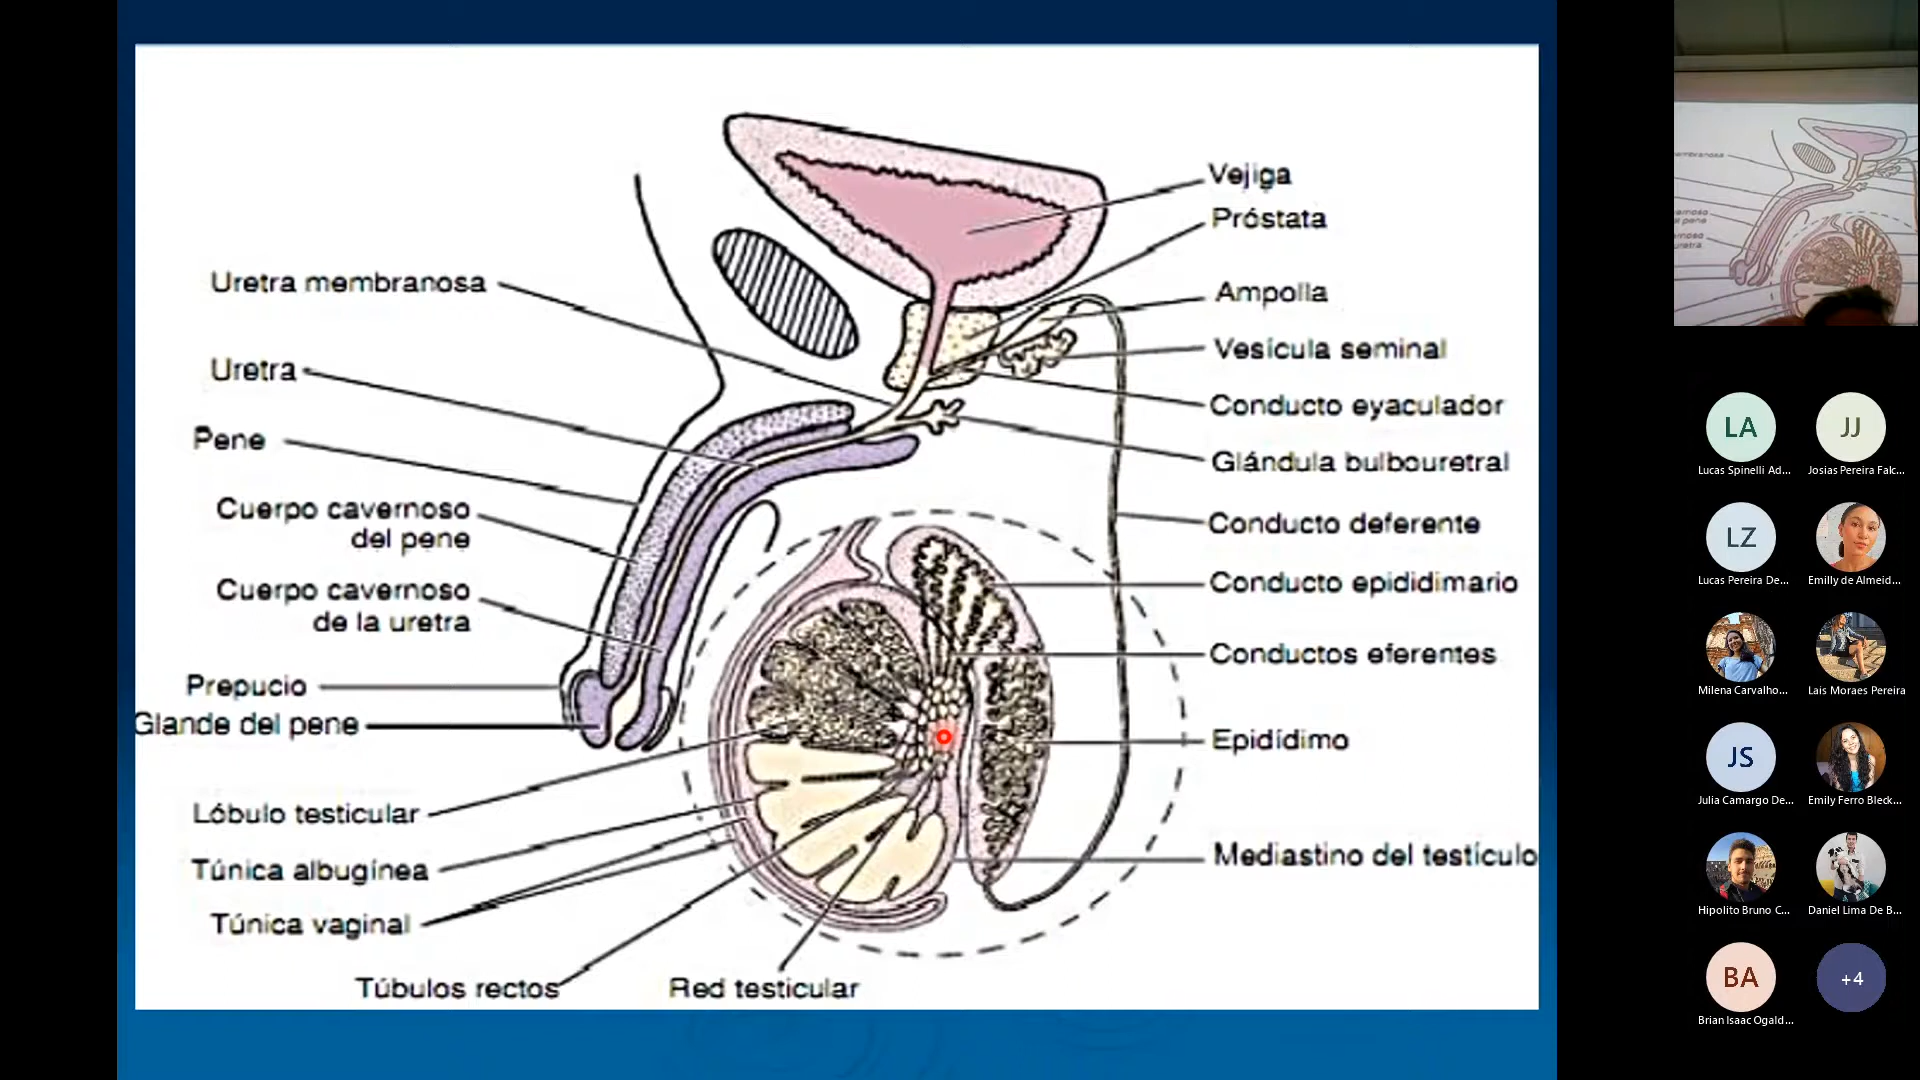 Vejiga
Próstata
Uretra membranosa
Ampolla
Vesícula seminal
Uretra
Conducto eyaculador
Pene
Glándula bulbouretral
Cuerpo cavernoso
del pene
Conducto deferente
Conducto epididimario
Cuerpo cavernoso
de la uretra
Conductos eferentes
Prepucio
Glande del pene
Epidídimo
Lóbulo testicular
Mediastino del testículo
Túnica albugínea
Túnica vaginal
Túbulos rectos
Red testicular
LA
Lucas Spinelli Ad...
JJ
Josias Pereira Falc...
LZ
Lucas Pereira De...
Emilly de Almeid...
Milena Carvalho...
Lais Moraes Pereira
JS
Julia Camargo De...
Emily Ferro Bleck...
Hipolito Bruno C...
Daniel Lima De B...
BA
Brian Isaac Ogald...
+4